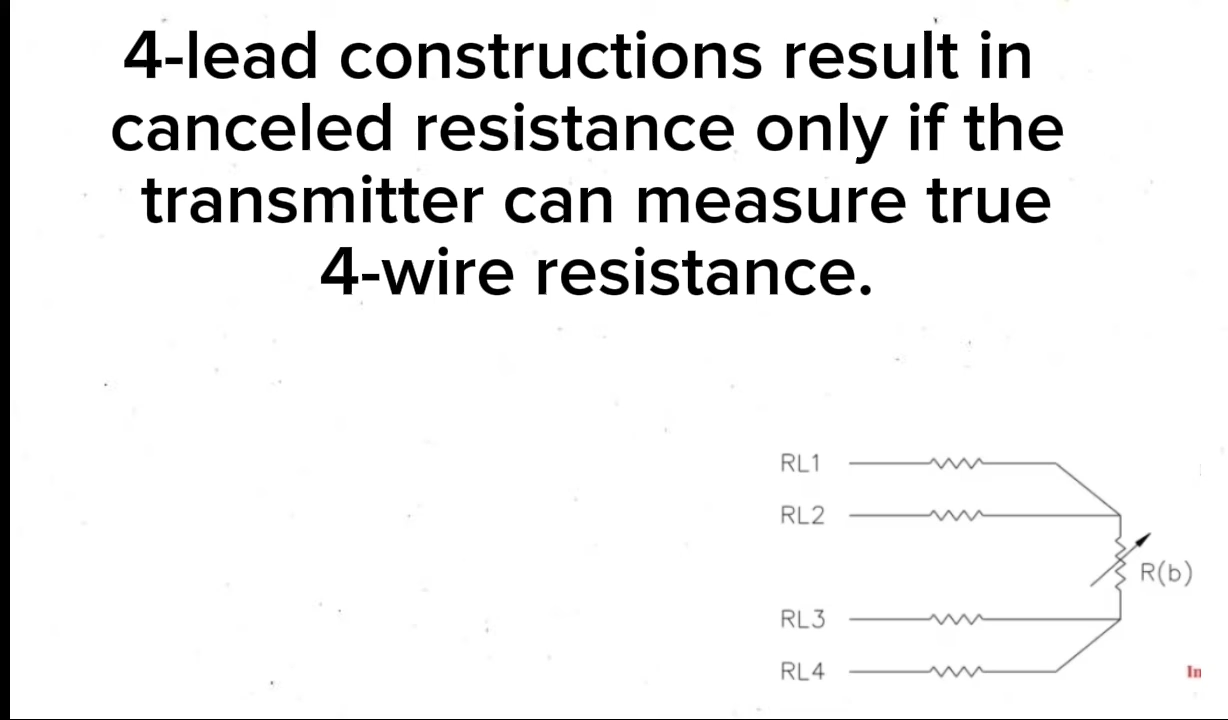 4-lead constructions result in
canceled resistance only if the
transmitter can measure true
4-wire resistance.
RL1
RL2
R(b)
RL3
RL4
In